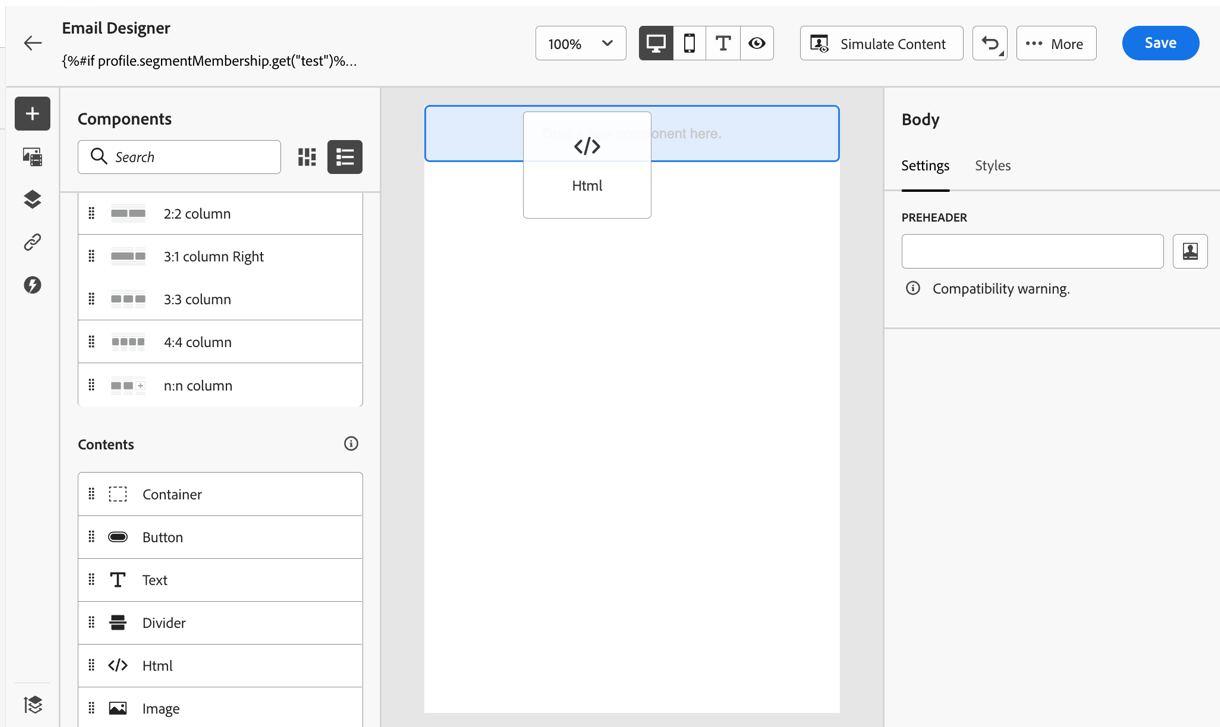 Email Designer
{%#if profile.segmentMembership.get("test")%...
100%
Simulate Content
More
Save
Components
Search
2:2 column
3:1 column Right
3:3 column
4:4 column
n:n column
Contents
Container
Button
Text
Divider
Html
Image
onent here.
Html
Body
Settings
Styles
PREHEADER
Compatibility warning.